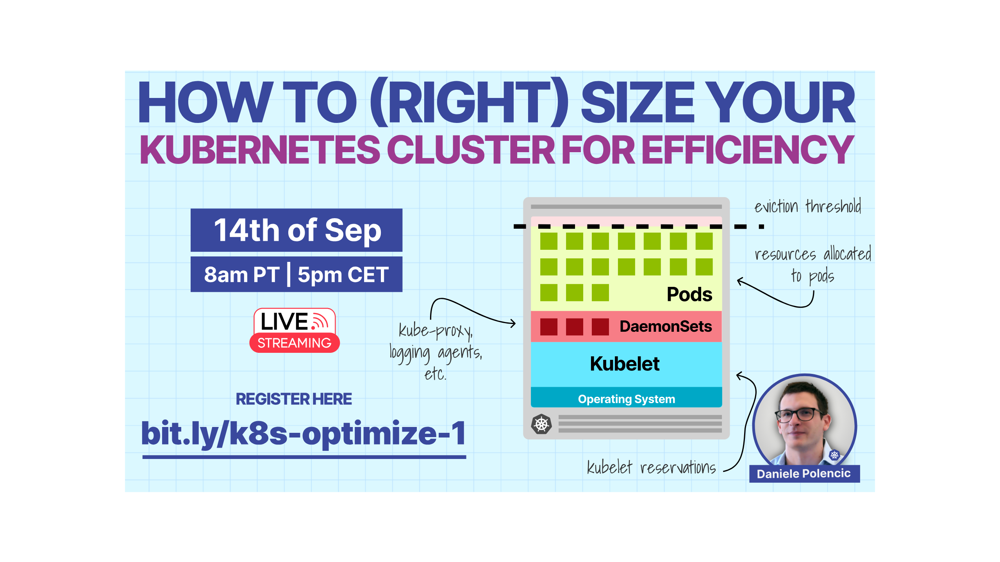 HOW TO (RIGHT) SIZE YOUR
KUBERNETES CLUSTER FOR EFFICIENCY
14th of Sep
8am PT | 5pm CET
LIVE
STREAMING
REGISTER HERE
bit.ly/k8s-optimize-1
kube-proxy,
logging agents,
etc.
eviction threshold
resources allocated
to pods
Pods
DaemonSets
Kubelet
Operating System
kubelet reservations
Daniele Polencic